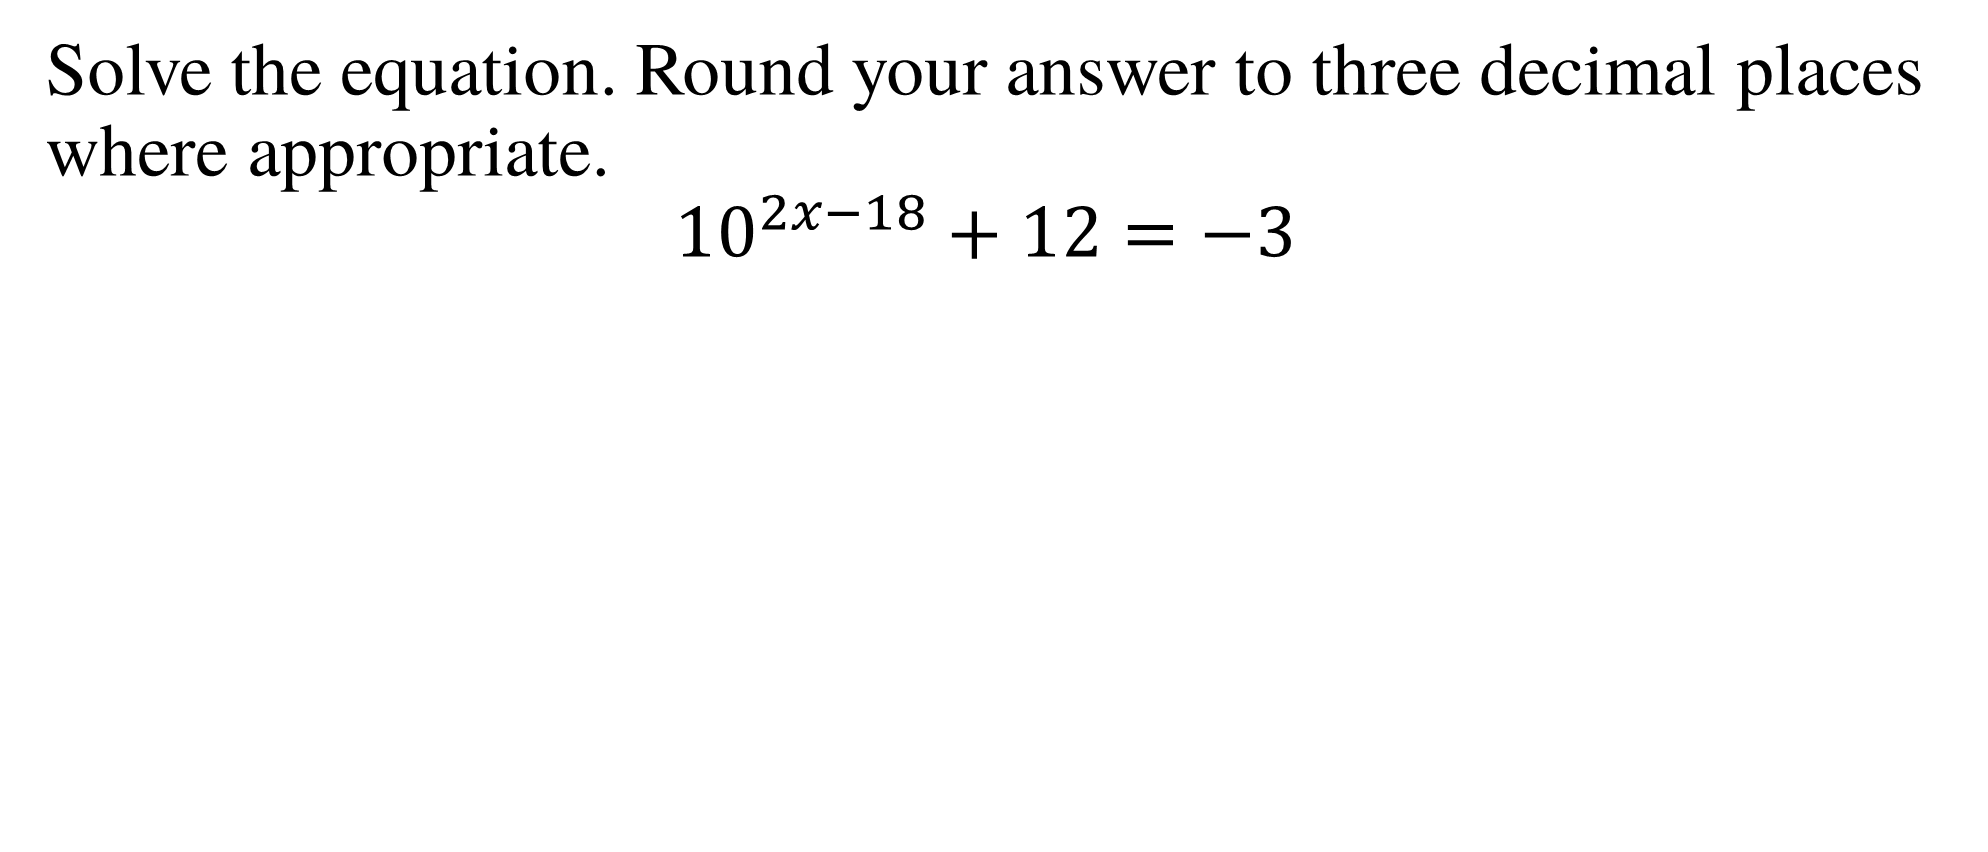 Solve the equation. Round your answer to three decimal places
where appropriate.
10^{2x−18} + 12 = −3